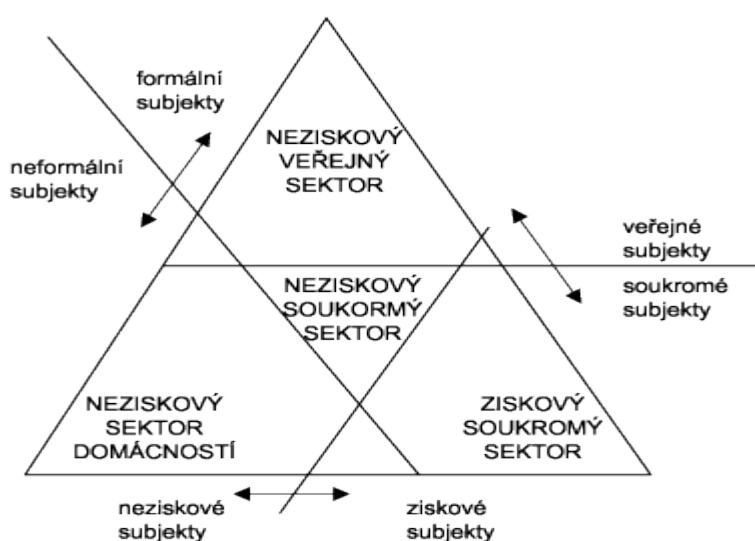 formální
subjekty
neformální
subjekty
NEZISKOVÝ
VEŘEJNÝ
SEKTOR
veřejné
subjekty
soukromé
subjekty
NEZISKOVÝ
SOUKORMÝ
SEKTOR
NEZISKOVÝ
SEKTOR
DOMÁCNOSTÍ
ZISKOVÝ
SOUKROMÝ
SEKTOR
neziskové
subjekty
ziskové
subjekty